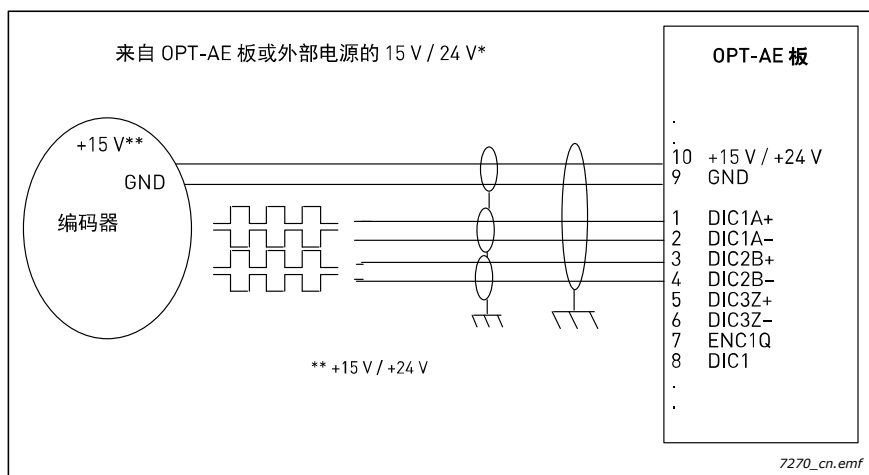 来自 OPT-AE 板或外部电源的 15 V / 24 V*
OPT-AE 板
+15 V**
GND
编码器
.
.
10 +15 V / +24 V
9 GND
1 DIC1A+
2 DIC1A-
3 DIC2B+
4 DIC2B-
5 DIC3Z+
6 DIC3Z-
7 ENC1Q
8 DIC1
.
.
** +15 V / +24 V
7270_cn.emf